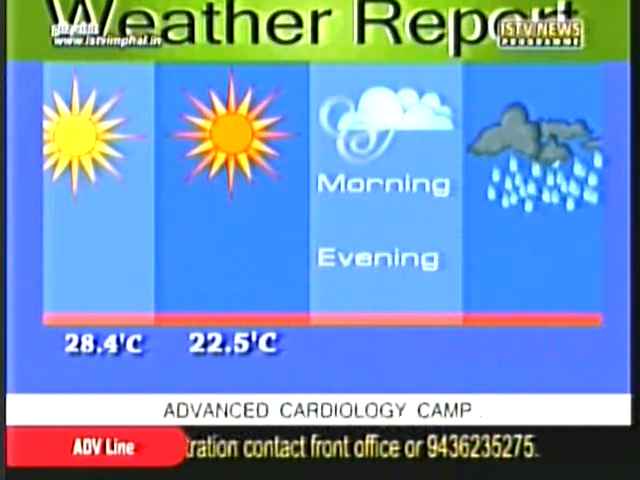 Weather Report
www.istvimphal.in
ISTV NEWS
PROGRAMME
Morning
Evening
28.4'C 22.5'C
ADVANCED CARDIOLOGY CAMP
ADV Line
tration contact front office or 9436235275.